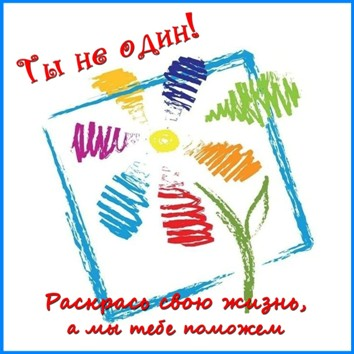 Ты не один!
Раскрась свою жизнь,
а мы тебе поможем